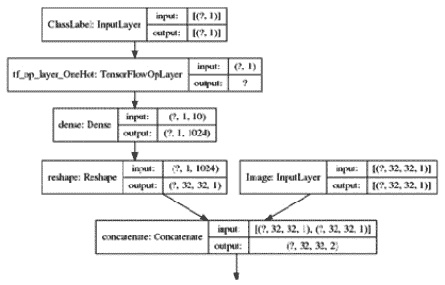 ClassLabel: InputLayer
input: [(?, 1)]
output: [(?, 1)]
tf_op_layer_OneHot: TensorFlowOpLayer
input: (?, 1)
output: ?
dense: Dense
input: (?, 1, 10)
output: (?, 1, 1024)
reshape: Reshape
input: (?, 1, 1024)
output: (?, 32, 32, 1)
Image: InputLayer
input: [(?, 32, 32, 1)]
output: [(?, 32, 32, 1)]
concatenate: Concatenate
input: [(?, 32, 32, 1), (?, 32, 32, 1)]
output: (?, 32, 32, 2)